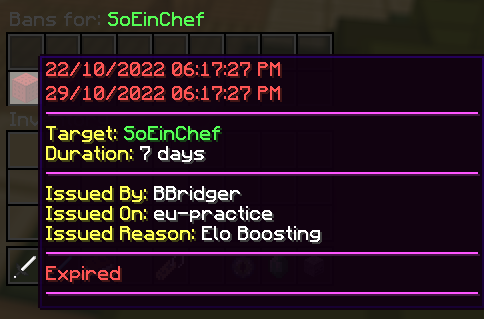 Bans for: SoEinChef
22/10/2022 06:17:27 PM
29/10/2022 06:17:27 PM
Target: SoEinChef
Duration: 7 days
Issued By: BBridger
Issued On: eu-practice
Issued Reason: Elo Boosting
Expired